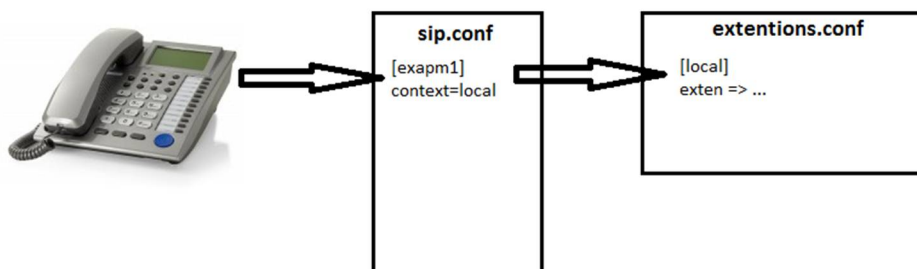 sip.conf
[exapm1]
context=local
extentions.conf
[local]
exten => ...